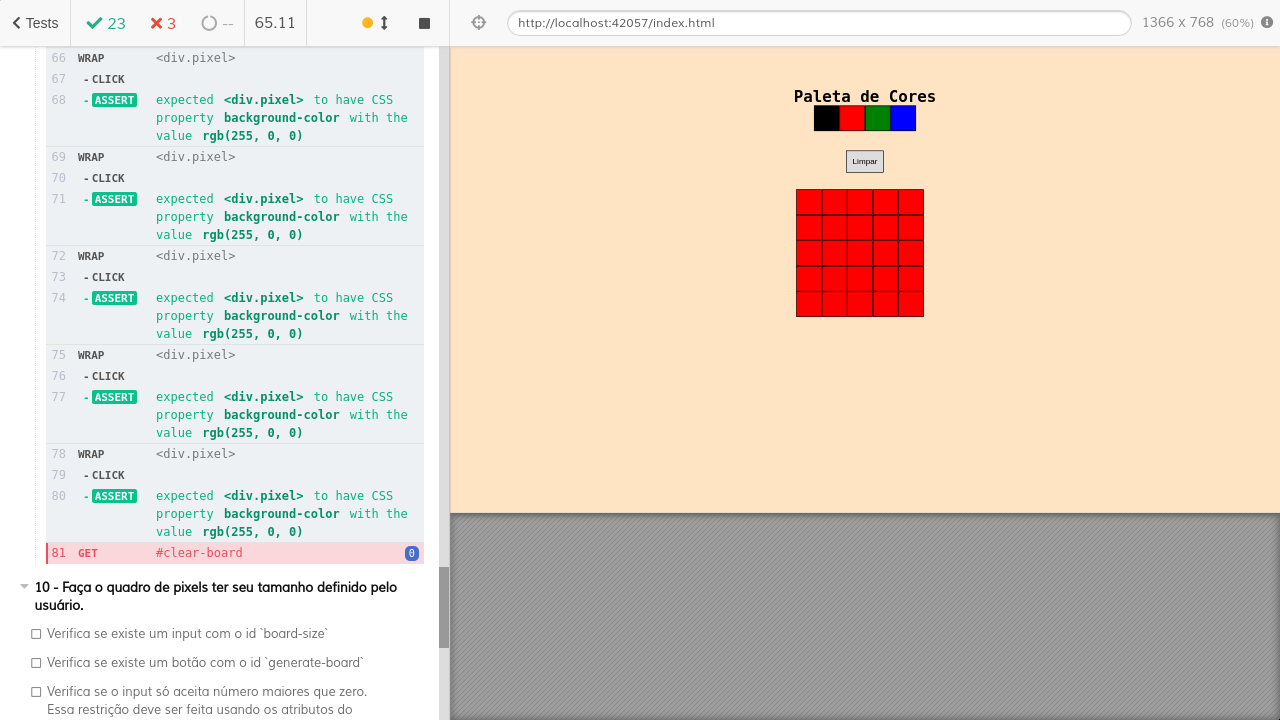 Tests 23 3 -- 65.11 http://localhost:42057/index.html 1366 x 768 (60%)
66 WRAP <div.pixel>
67 -CLICK
68 -ASSERT expected <div.pixel> to have CSS
property background-color with the
value rgb(255, 0, 0)
69 WRAP <div.pixel>
70 -CLICK
71 -ASSERT expected <div.pixel> to have CSS
property background-color with the
value rgb(255, 0, 0)
72 WRAP <div.pixel>
73 -CLICK
74 -ASSERT expected <div.pixel> to have CSS
property background-color with the
value rgb(255, 0, 0)
75 WRAP <div.pixel>
76 -CLICK
77 -ASSERT expected <div.pixel> to have CSS
property background-color with the
value rgb(255, 0, 0)
78 WRAP <div.pixel>
79 -CLICK
80 -ASSERT expected <div.pixel> to have CSS
property background-color with the
value rgb(255, 0, 0)
81 GET #clear-board 0
10 - Faça o quadro de pixels ter seu tamanho definido pelo
usuário.
Verifica se existe um input com o id `board-size`
Verifica se existe um botão com o id `generate-board`
Verifica se o input só aceita número maiores que zero.
Essa restrição deve ser feita usando os atributos do
Paleta de Cores
Limpar